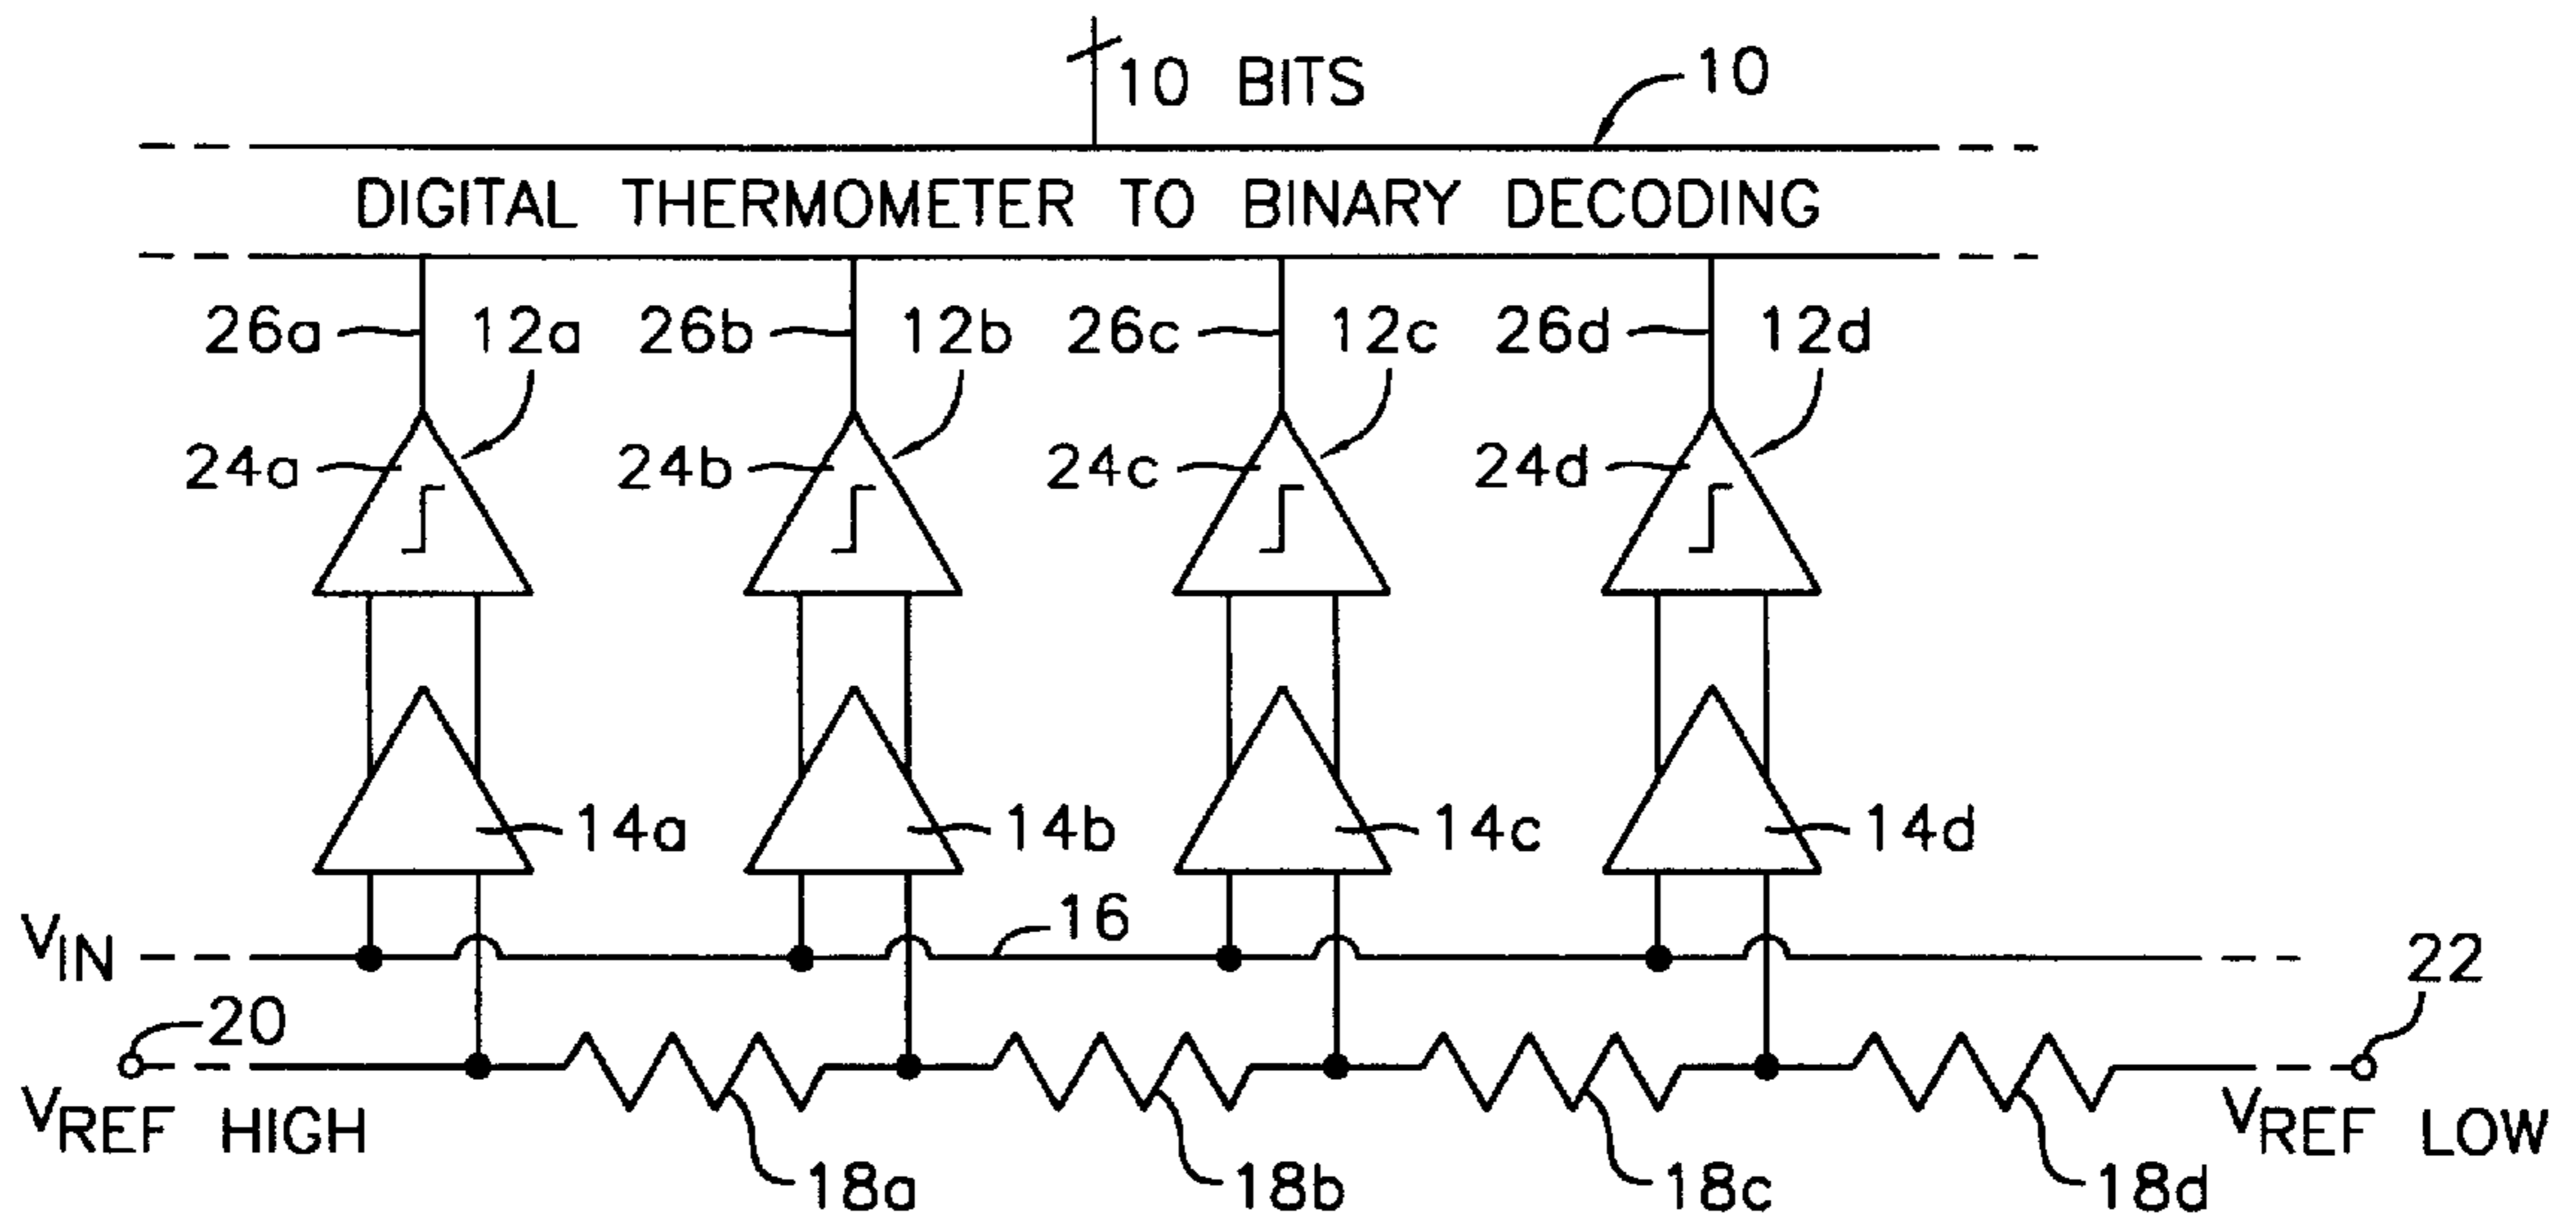 10 BITS
10
DIGITAL THERMOMETER TO BINARY DECODING
26a 12a 26b 12b 26c 12c 26d 12d
24a 24b 24c 24d
14a 14b 14c 14d
VIN 16 22
20
VREF HIGH VREF LOW
18a 18b 18c 18d